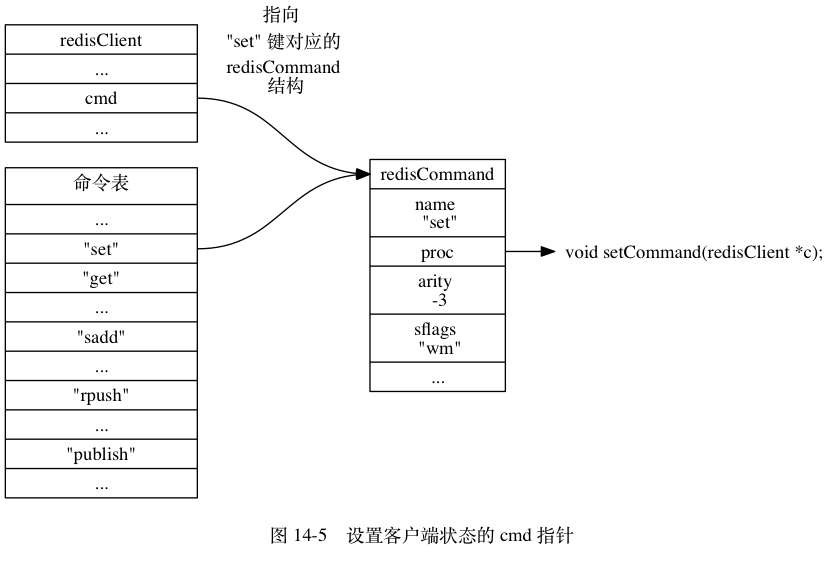 redisClient
...
cmd
...
指向
"set" 键对应的
redisCommand
结构
命令表
...
"set"
"get"
...
"sadd"
...
"rpush"
...
"publish"
...
redisCommand
name
"set"
proc
arity
-3
sflags
"wm"
...
void setCommand(redisClient *c);
图 14-5 设置客户端状态的 cmd 指针